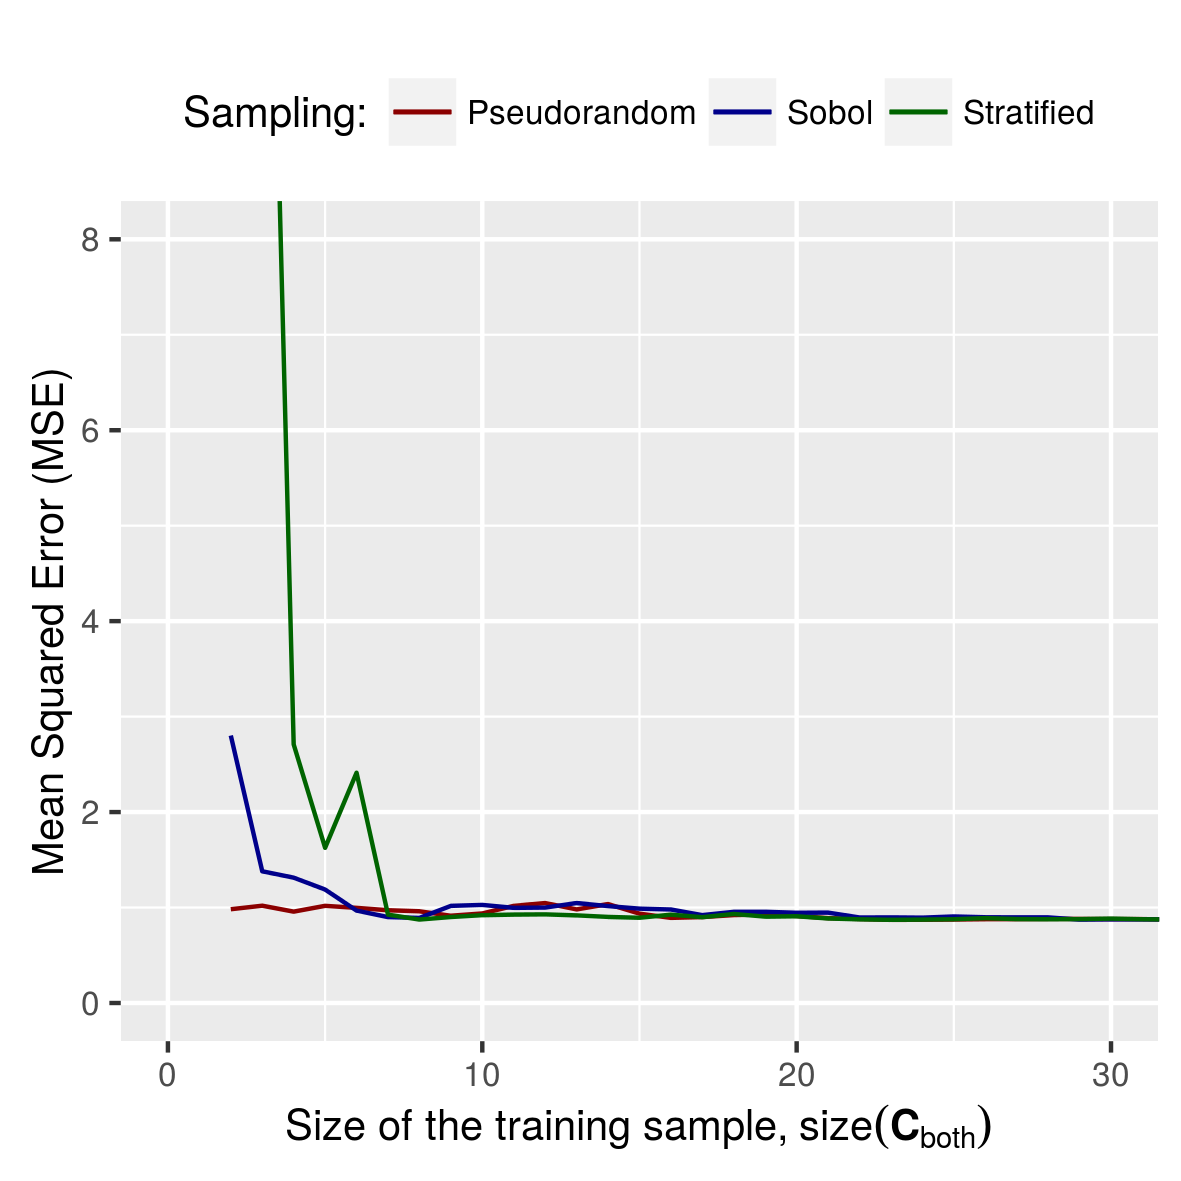 Sampling: Pseudorandom Sobol Stratified
8
6
4
2
0
Mean Squared Error (MSE)
0 10 20 30
Size of the training sample, size(C_both)